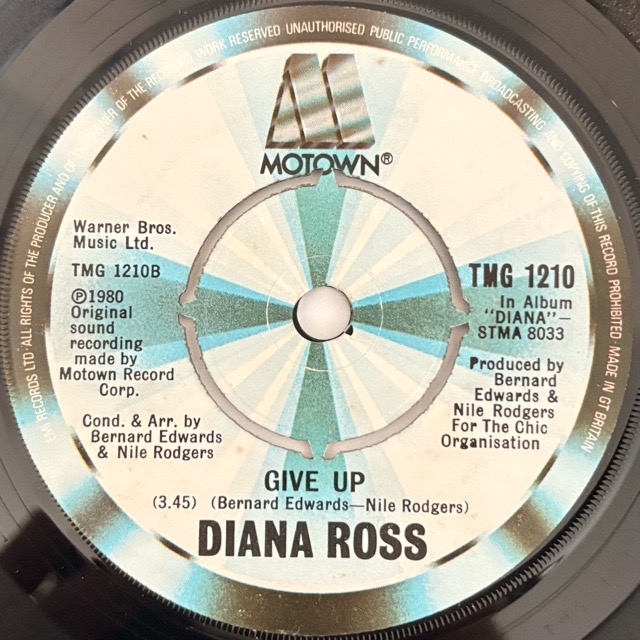 EMI RECORDS LTD ALL RIGHTS OF THE PRODUCER AND OF THE OWNER OF THE RECORDED WORK RESERVED UNAUTHORISED PUBLIC PERFORMANCE BROADCASTING AND COPYING OF THIS RECORD PROHIBITED MADE IN GT BRITAIN
MOTOWN®
Warner Bros.
Music Ltd.
TMG 1210B
Ⓟ1980
Original
sound
recording
made by
Motown Record
Corp.
Cond. & Arr. by
Bernard Edwards
& Nile Rodgers
TMG 1210
In Album
"DIANA"–
STMA 8033
Produced by
Bernard
Edwards &
Nile Rodgers
For The Chic
Organisation
GIVE UP
(3.45) (Bernard Edwards—Nile Rodgers)
DIANA ROSS